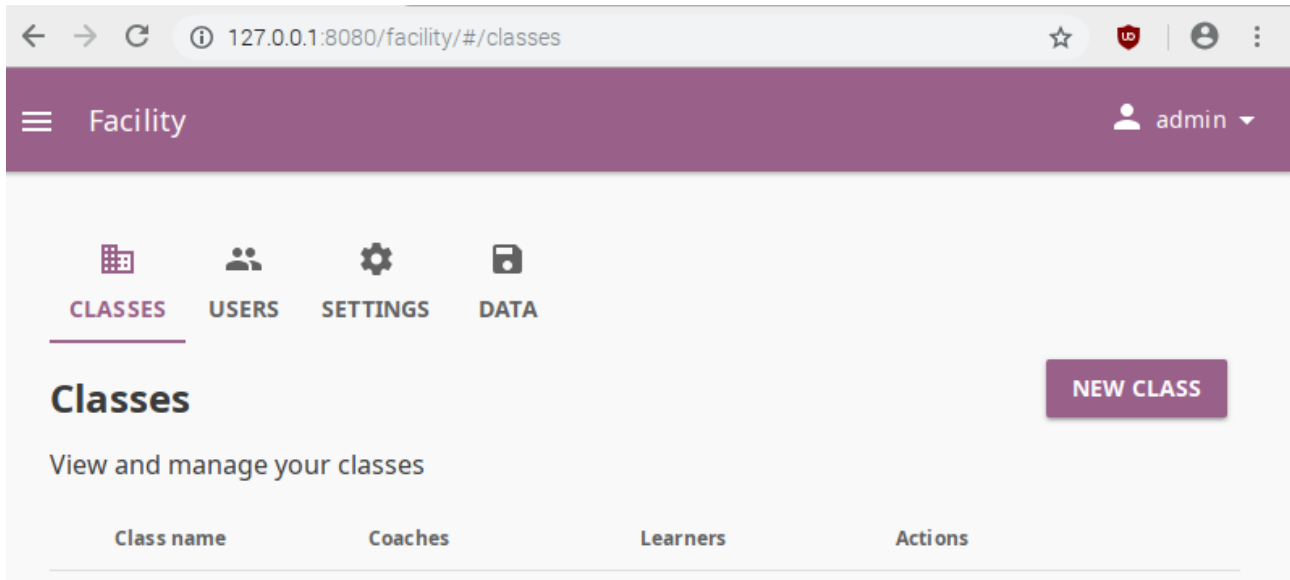 127.0.0.1:8080/facility/#/classes
Facility
admin
CLASSES USERS SETTINGS DATA
Classes
NEW CLASS
View and manage your classes
Class name Coaches Learners Actions